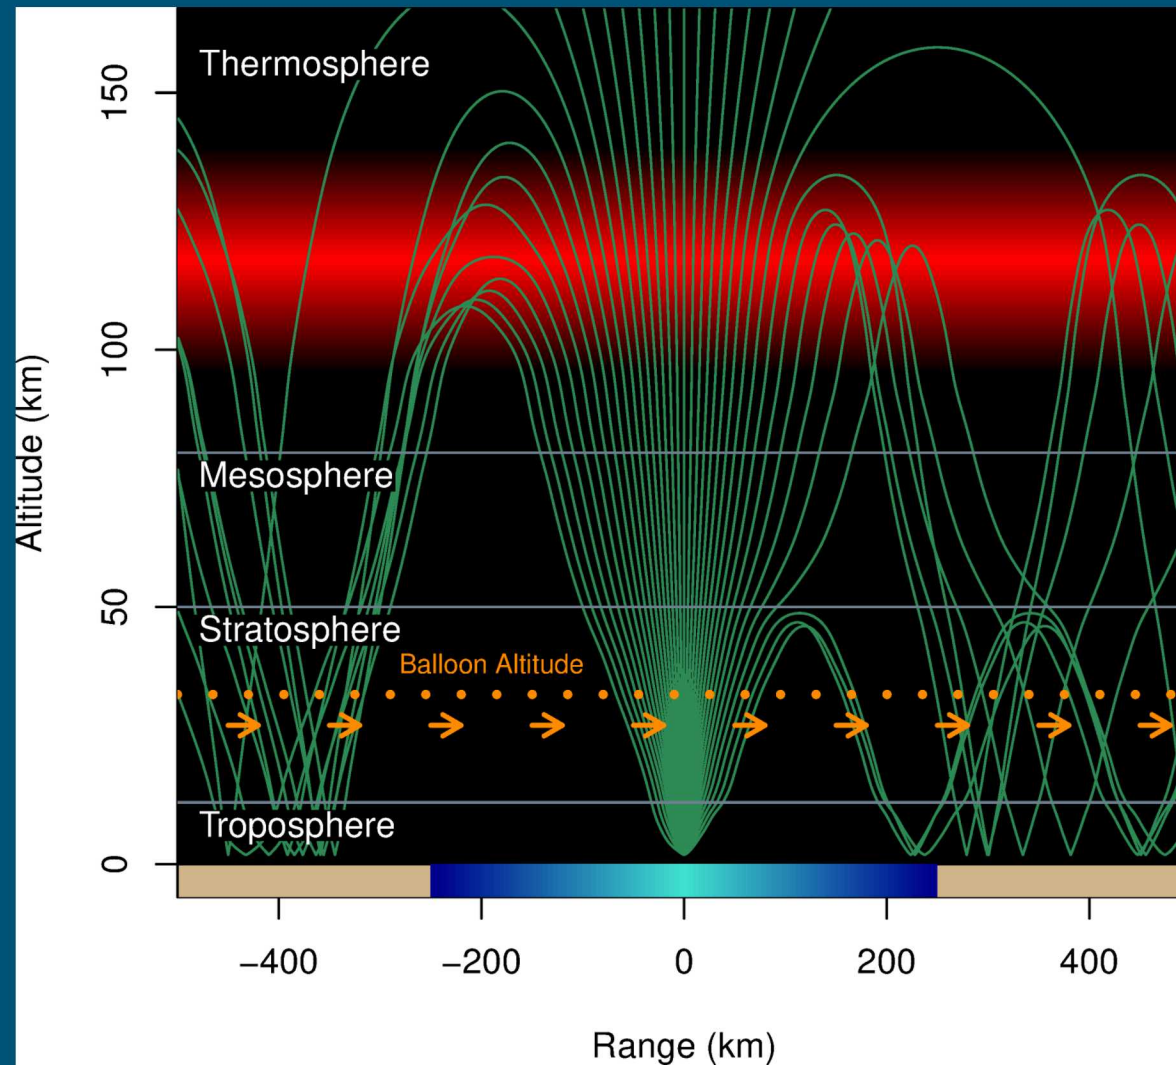 Thermosphere
150
100
Mesosphere
Altitude (km)
50
Stratosphere
Balloon Altitude
Troposphere
0
−400 −200 0 200 400
Range (km)